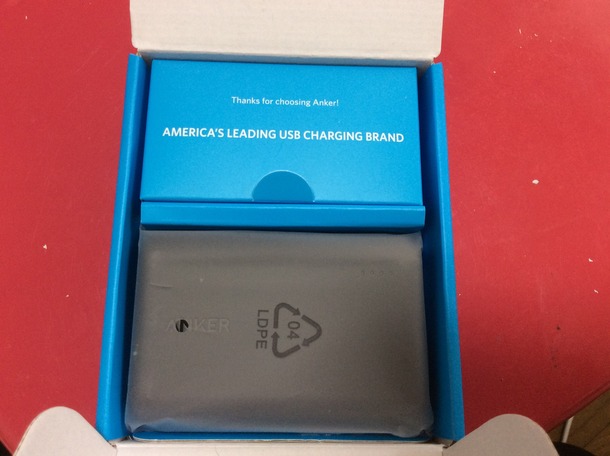 Thanks for choosing Anker!
AMERICA'S LEADING USB CHARGING BRAND
ANKER
04
LDPE